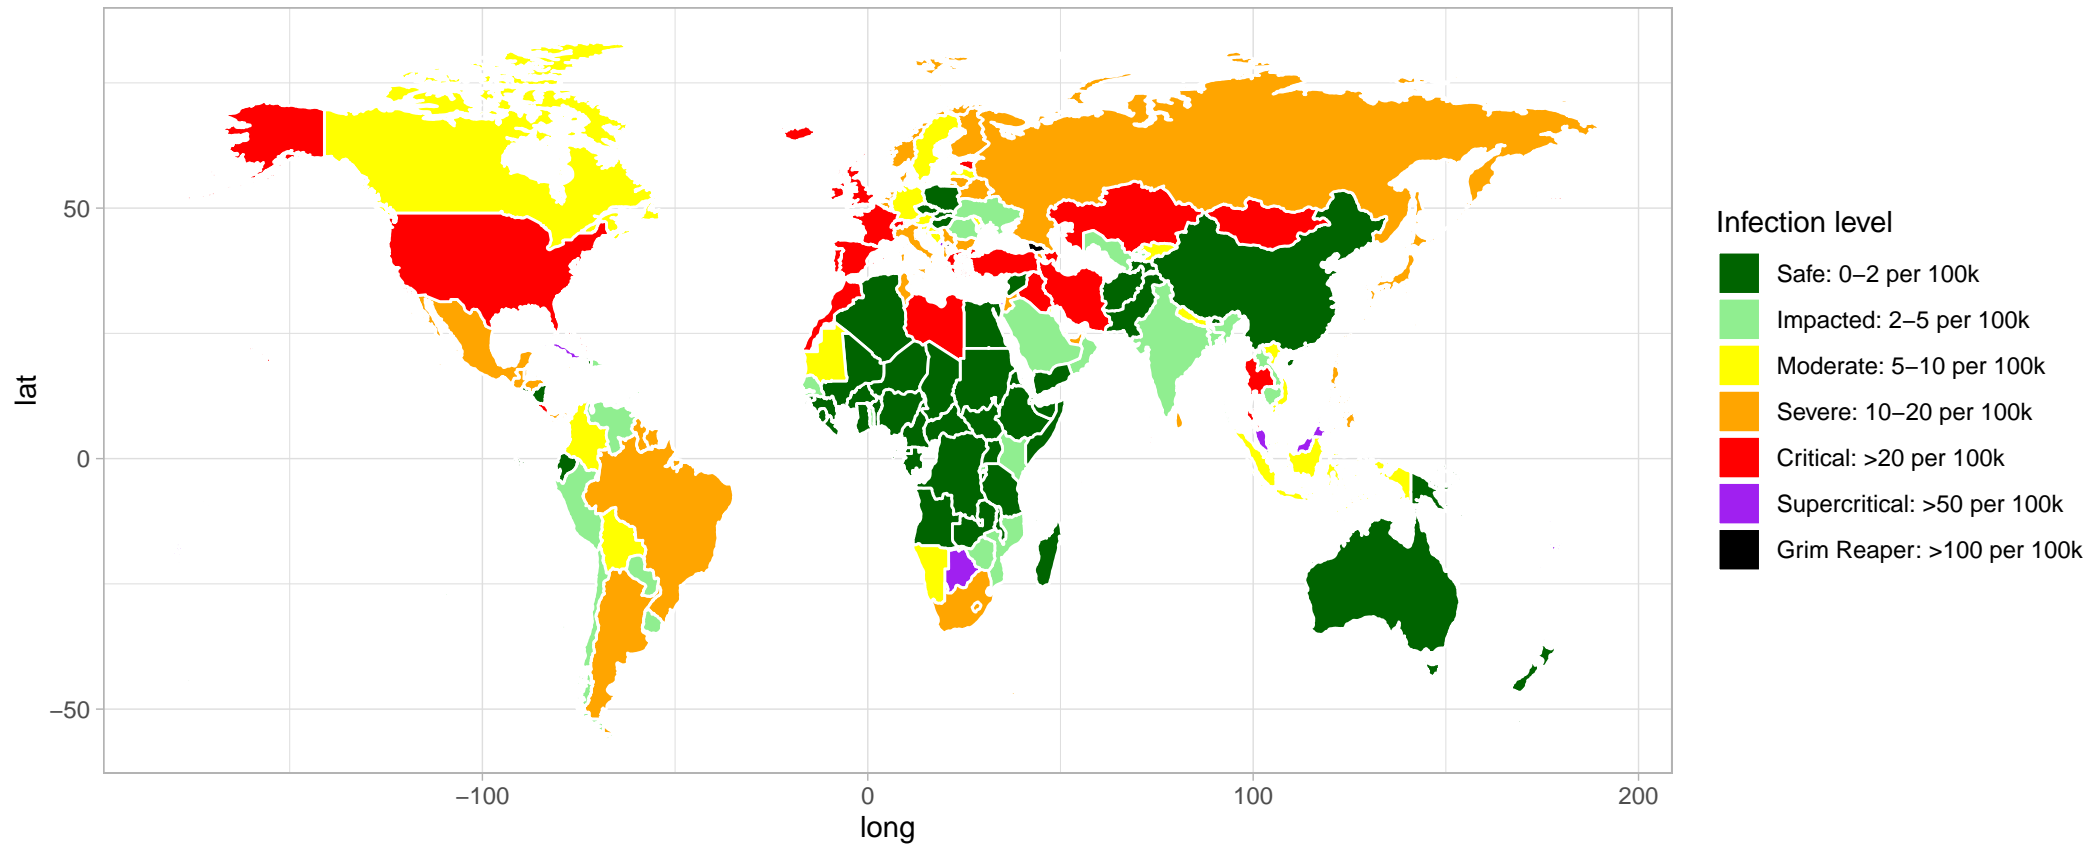 50
0
−50
lat
−100
0
100
200
long
Infection level
Safe: 0−2 per 100k
Impacted: 2−5 per 100k
Moderate: 5−10 per 100k
Severe: 10−20 per 100k
Critical: >20 per 100k
Supercritical: >50 per 100k
Grim Reaper: >100 per 100k